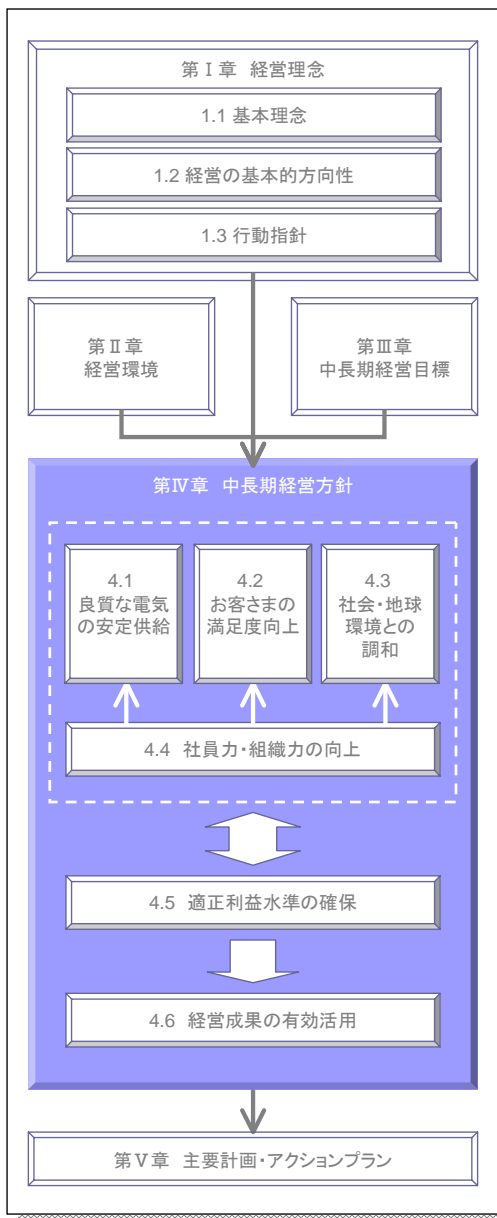 第Ⅰ章 経営理念
1.1 基本理念
1.2 経営の基本的方向性
1.3 行動指針
第Ⅱ章
経営環境
第Ⅲ章
中長期経営目標
第Ⅳ章 中長期経営方針
4.1
良質な電気
の安定供給
4.2
お客さまの
満足度向上
4.3
社会・地球
環境との
調和
4.4 社員力・組織力の向上
4.5 適正利益水準の確保
4.6 経営成果の有効活用
第Ⅴ章 主要計画・アクションプラン